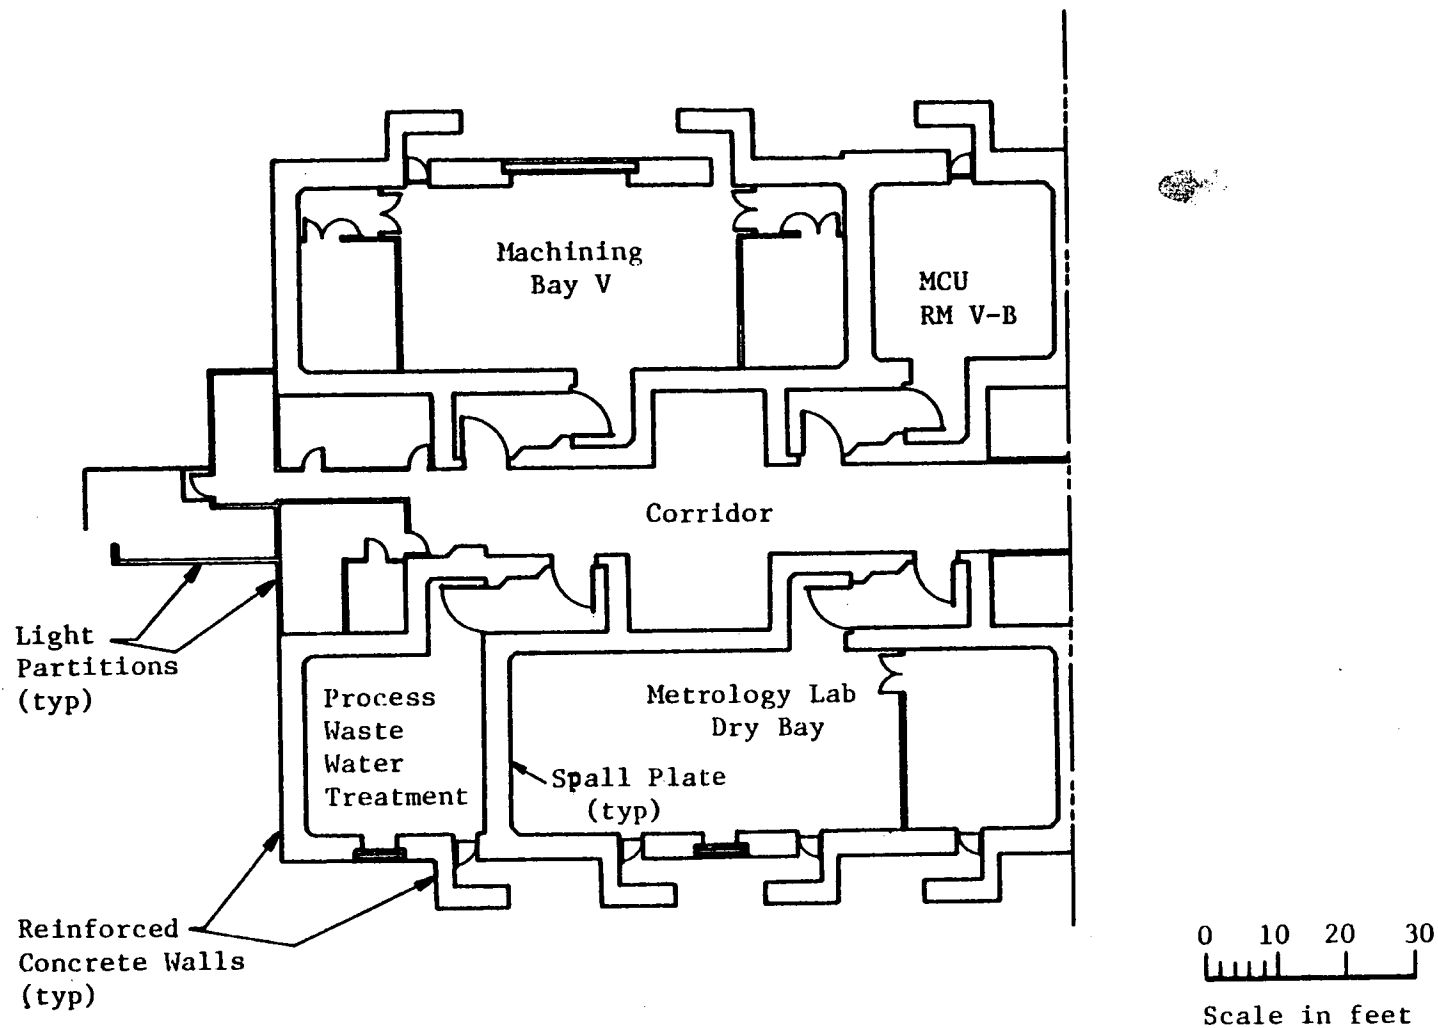 Machining
Bay V
MCU
RM V-B
Corridor
Light
Partitions
(typ)
Process
Waste
Water
Treatment
Metrology Lab
Dry Bay
Spall Plate
(typ)
Reinforced
Concrete Walls
(typ)
0 10 20 30
Scale in feet